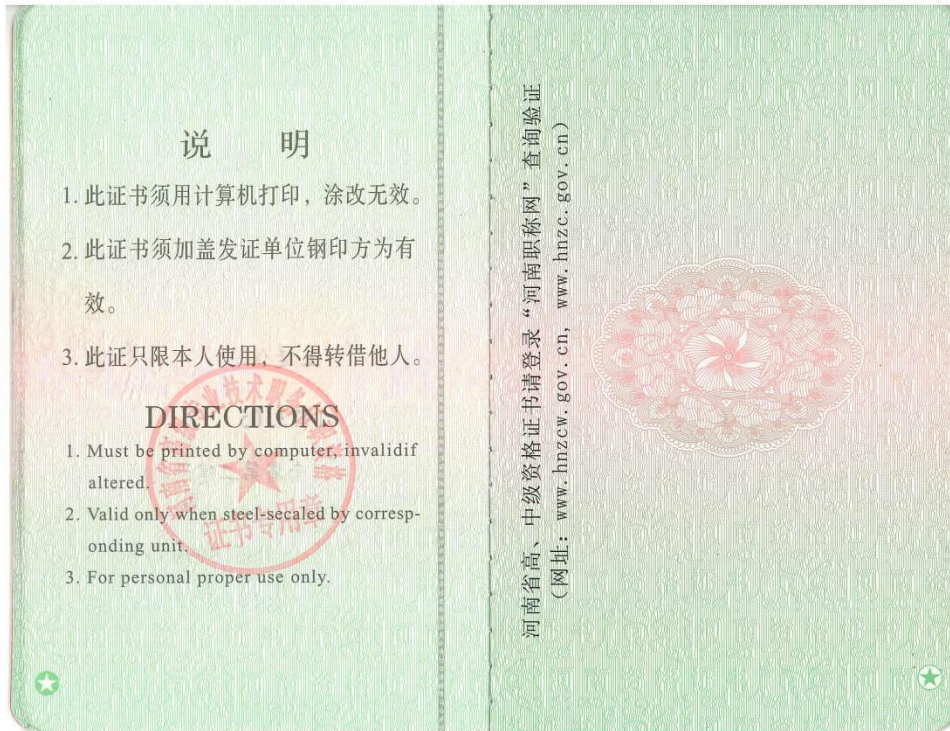 说 明
1. 此证书须用计算机打印，涂改无效。
2. 此证书须加盖发证单位钢印方为有
效。
3. 此证只限本人使用，不得转借他人。
DIRECTIONS
1. Must be printed by computer, invalidif
altered.
2. Valid only when steel-secaled by corresp-
onding unit.
3. For personal proper use only.
证书专用章
河南省高、中级资格证书请登录“河南职称网”查询验证
（网址：www.hnzcw.gov.cn, www.hnzc.gov.cn）